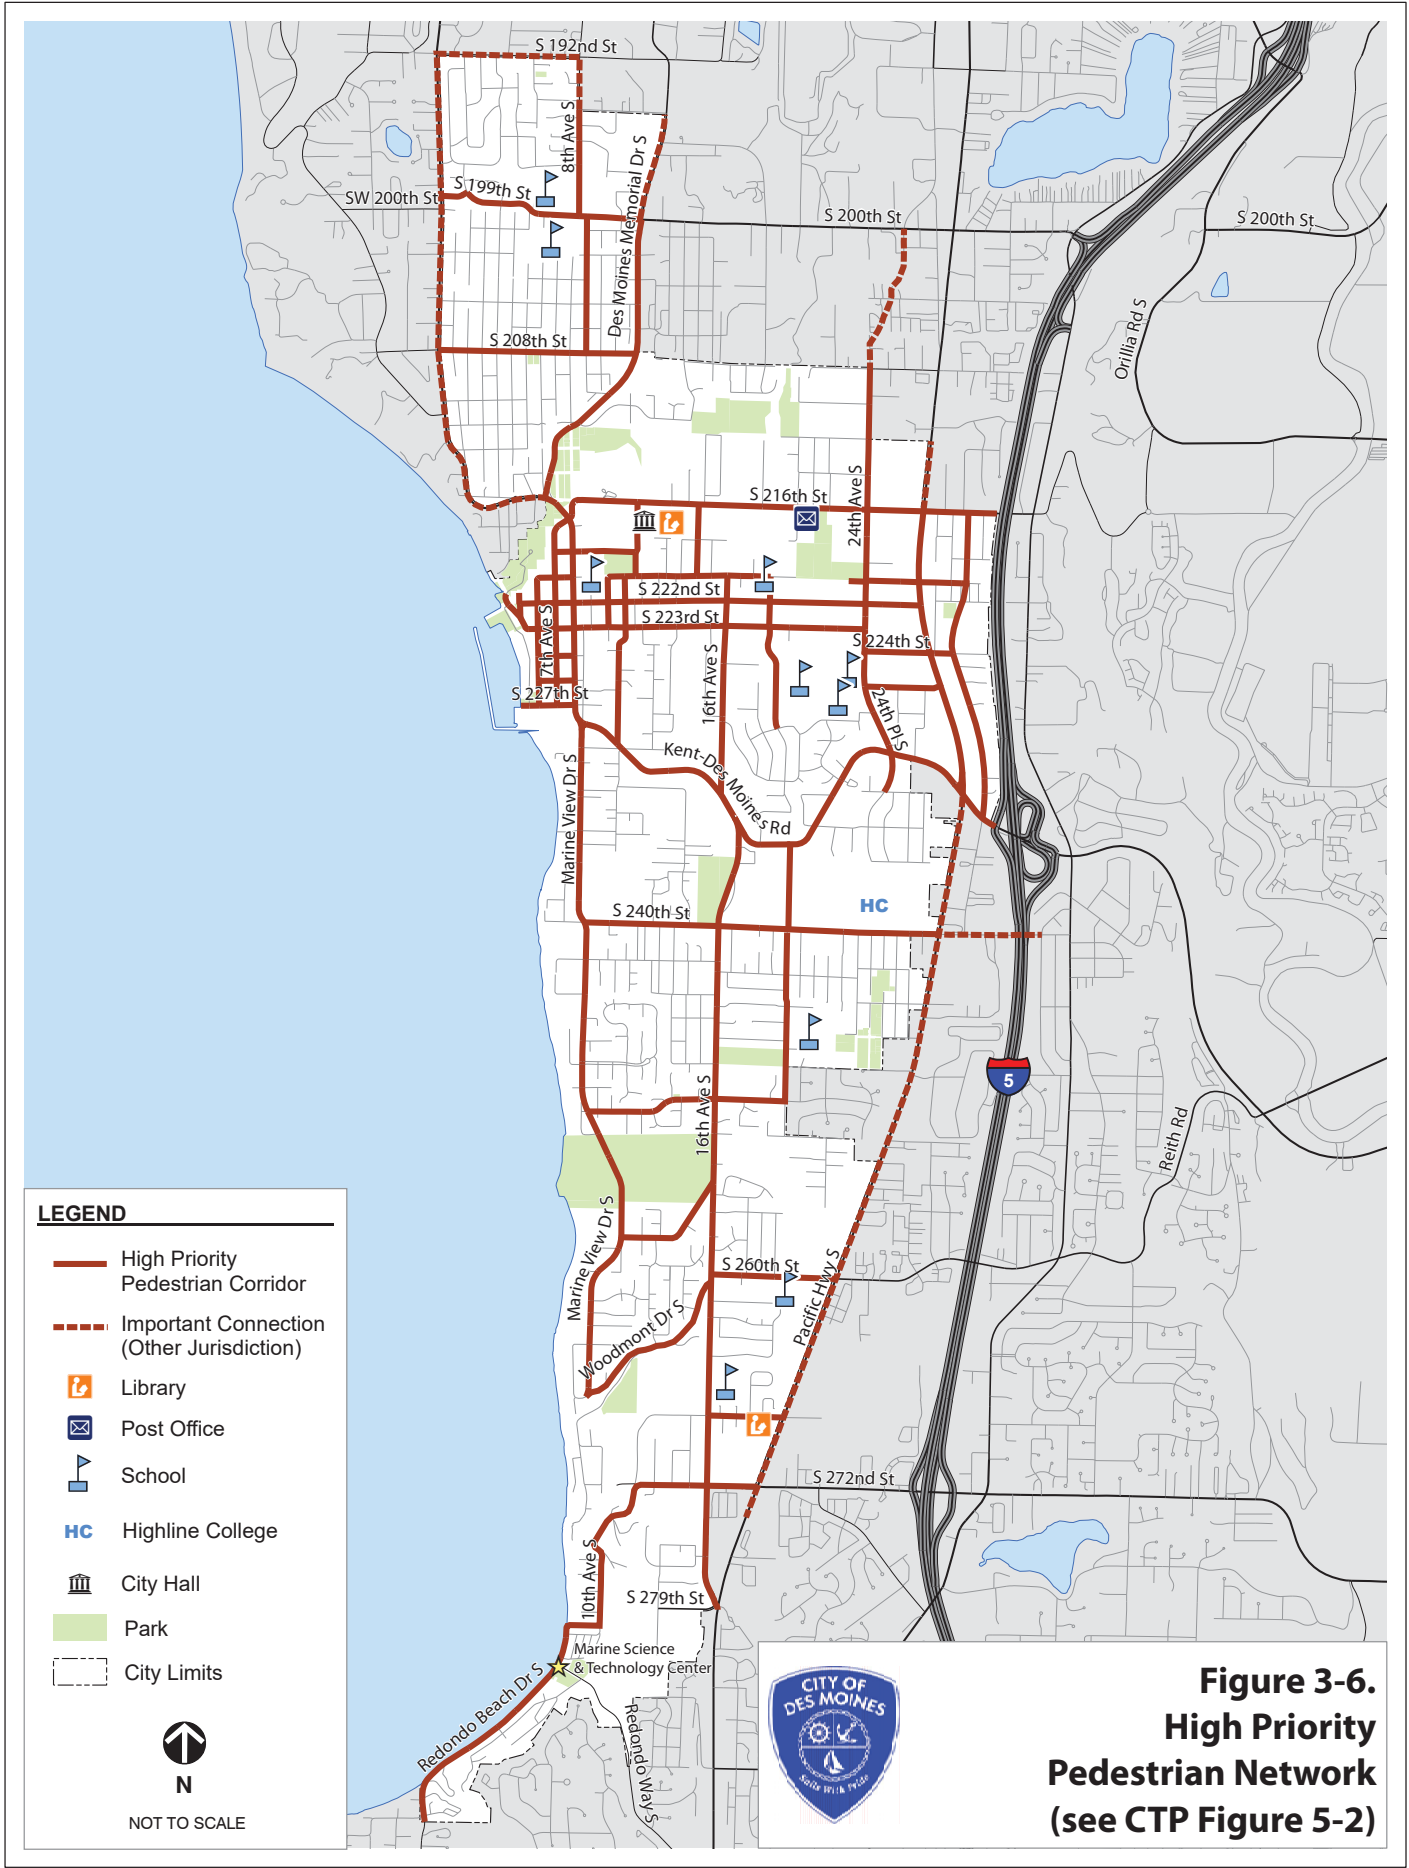 S 192nd St
8th Ave S
Des Moines Memorial Dr S
S 199th St
SW 200th St
S 200th St
S 200th St
Orillia Rd S
S 208th St
24th Ave S
S 216th St
S 222nd St
S 223rd St
7th Ave S
S 224th St
16th Ave S
S 227th St
24th Pl S
Kent-Des Moines Rd
Marine View Dr S
HC
S 240th St
5
16th Ave S
Reith Rd
Marine View Dr S
S 260th St
Pacific Hwy S
Woodmont Dr S
S 272nd St
10th Ave S
S 279th St
Marine Science
& Technology Center
Redondo Beach Dr S
Redondo Way S
LEGEND
High Priority
Pedestrian Corridor
Important Connection
(Other Jurisdiction)
Library
Post Office
School
HC Highline College
City Hall
Park
City Limits
N
NOT TO SCALE
CITY OF
DES MOINES
Sails With Pride
Figure 3-6.
High Priority
Pedestrian Network
(see CTP Figure 5-2)